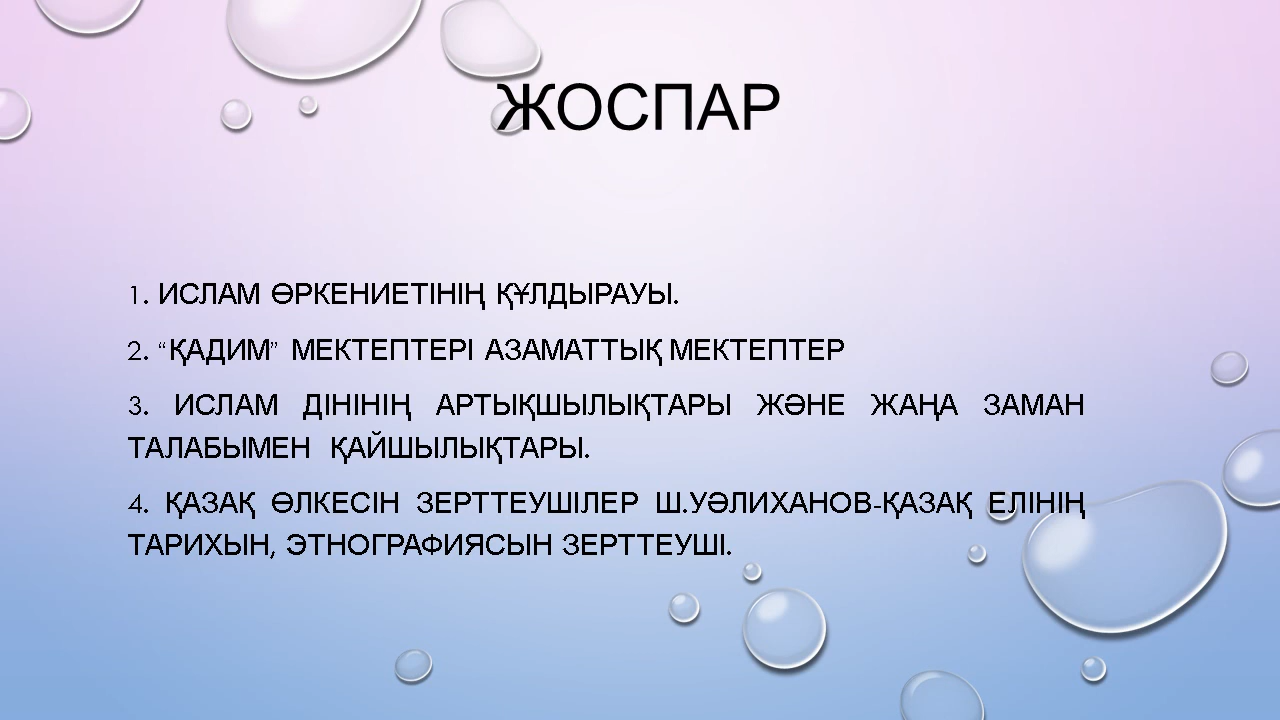 ЖОСПАР
1. ИСЛАМ ӨРКЕНИЕТІНІҢ ҚҰЛДЫРАУЫ.
2. “ҚАДИМ” МЕКТЕПТЕРІ АЗАМАТТЫҚ МЕКТЕПТЕР
3. ИСЛАМ ДІНІНІҢ АРТЫҚШЫЛЫҚТАРЫ ЖӘНЕ ЖАҢА ЗАМАН
ТАЛАБЫМЕН ҚАЙШЫЛЫҚТАРЫ.
4. ҚАЗАҚ ӨЛКЕСІН ЗЕРТТЕУШІЛЕР Ш.УӘЛИХАНОВ-ҚАЗАҚ ЕЛІНІҢ
ТАРИХЫН, ЭТНОГРАФИЯСЫН ЗЕРТТЕУШІ.